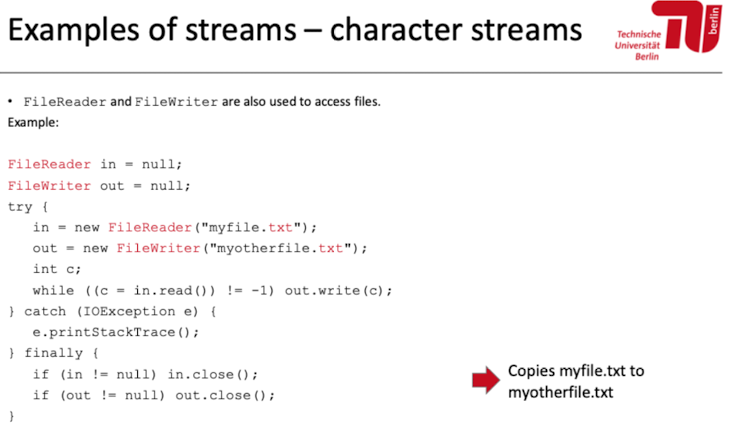 Examples of streams – character streams
Technische
Universität
Berlin
berlin
• FileReader and FileWriter are also used to access files.
Example:
FileReader in = null;
FileWriter out = null;
try {
   in = new FileReader("myfile.txt");
   out = new FileWriter("myotherfile.txt");
   int c;
   while ((c = in.read()) != -1) out.write(c);
} catch (IOException e) {
   e.printStackTrace();
} finally {
   if (in != null) in.close();
   if (out != null) out.close();
}
Copies myfile.txt to
myotherfile.txt